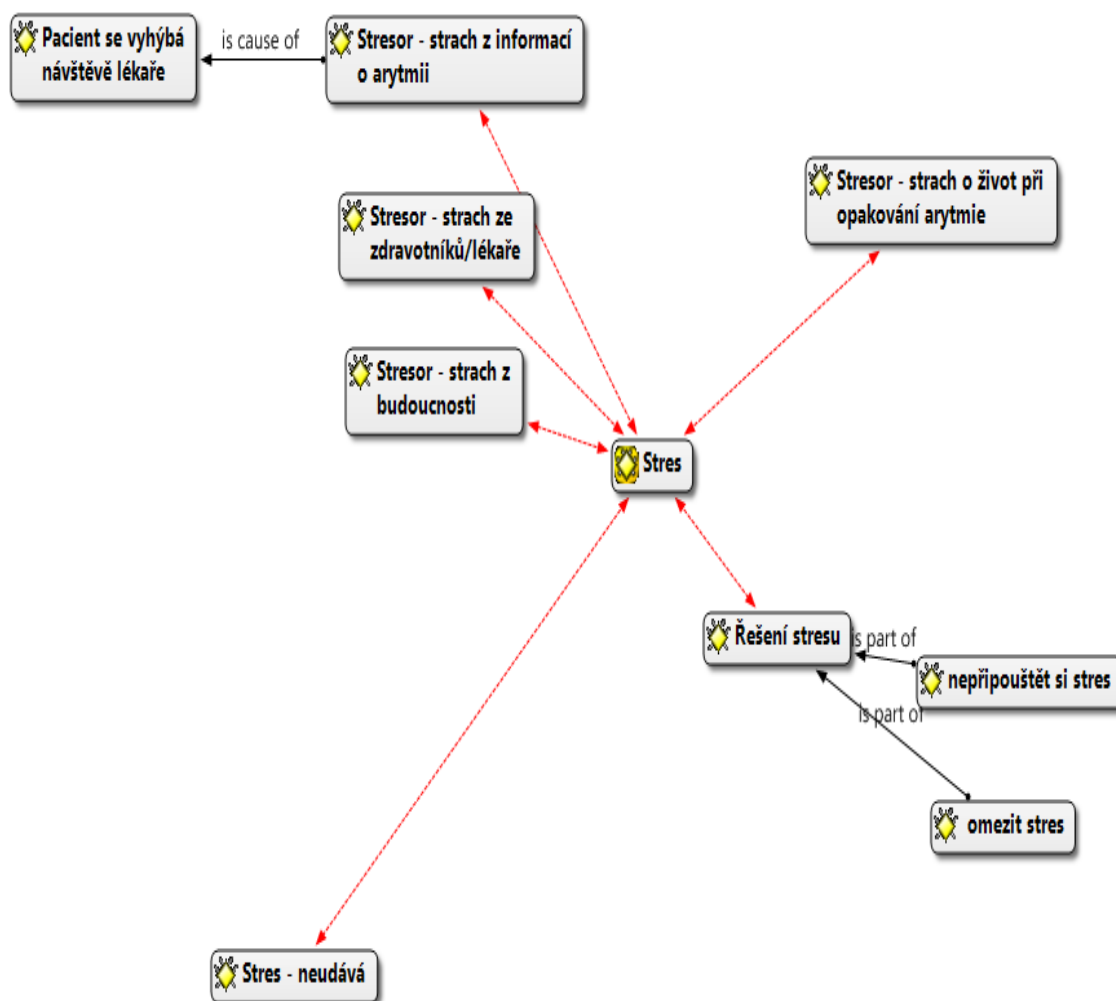 Pacient se vyhýbá
návštěvě lékaře
is cause of
Stresor - strach z informací
o arytmii
Stresor - strach ze
zdravotníků/lékaře
Stresor - strach o život při
opakování arytmie
Stresor - strach z
budoucnosti
Stres
Řešení stresu
is part of
nepřipouštět si stres
is part of
omezit stres
Stres - neudává